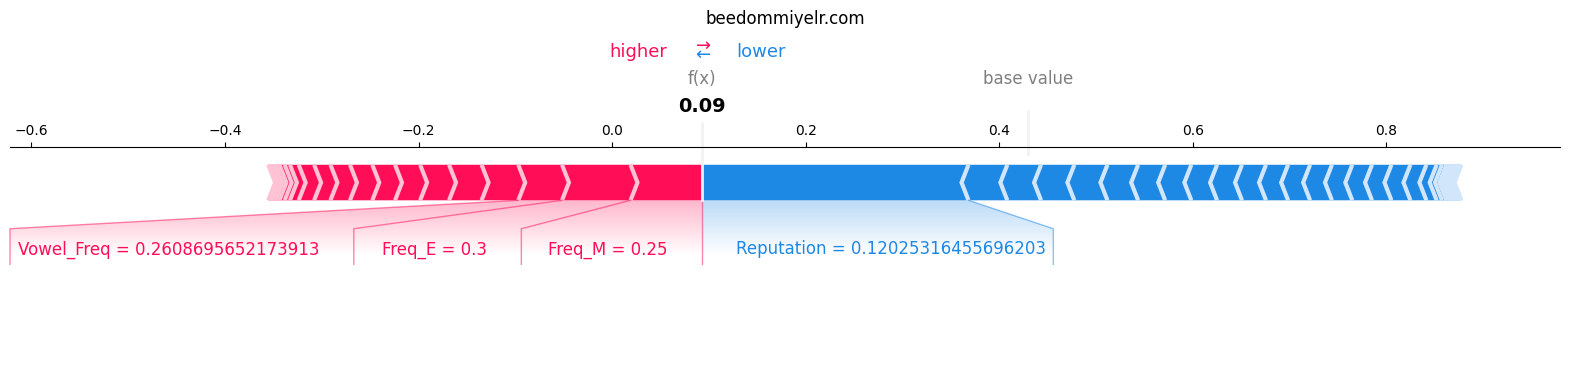 beedommiyelr.com
higher ⇄ lower
f(x) base value
0.09
−0.6 −0.4 −0.2 0.0 0.2 0.4 0.6 0.8
Vowel_Freq = 0.2608695652173913 Freq_E = 0.3 Freq_M = 0.25 Reputation = 0.12025316455696203